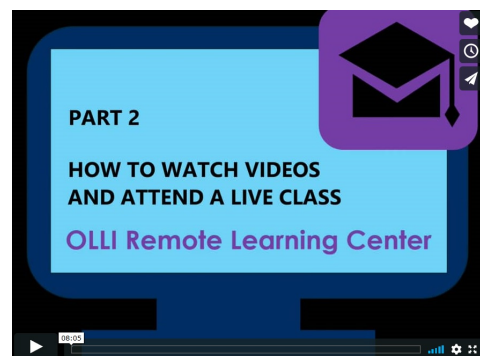 PART 2
HOW TO WATCH VIDEOS
AND ATTEND A LIVE CLASS
OLLI Remote Learning Center
08:05